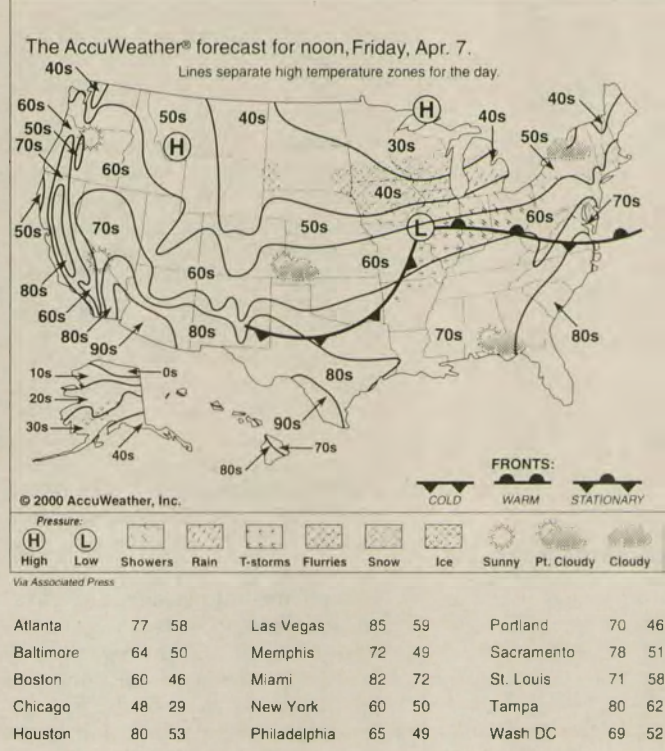 The AccuWeather® forecast for noon, Friday, Apr. 7.
Lines separate high temperature zones for the day.
40s
60s
50s
70s
50s
40s
40s
40s
H
H
30s
50s
60s
40s
70s
50s
70s
50s
60s
L
60s
60s
80s
60s
80s
90s
80s
70s
80s
80s
90s
10s
0s
20s
30s
40s
80s
70s
FRONTS:
COLD WARM STATIONARY
© 2000 AccuWeather, Inc.
Pressure:
H L
High Low Showers Rain T-storms Flurries Snow Ice Sunny Pt. Cloudy Cloudy
Via Associated Press
Atlanta 77 58 Las Vegas 85 59 Portland 70 46
Baltimore 64 50 Memphis 72 49 Sacramento 78 51
Boston 60 46 Miami 82 72 St. Louis 71 58
Chicago 48 29 New York 60 50 Tampa 80 62
Houston 80 53 Philadelphia 65 49 Wash DC 69 52